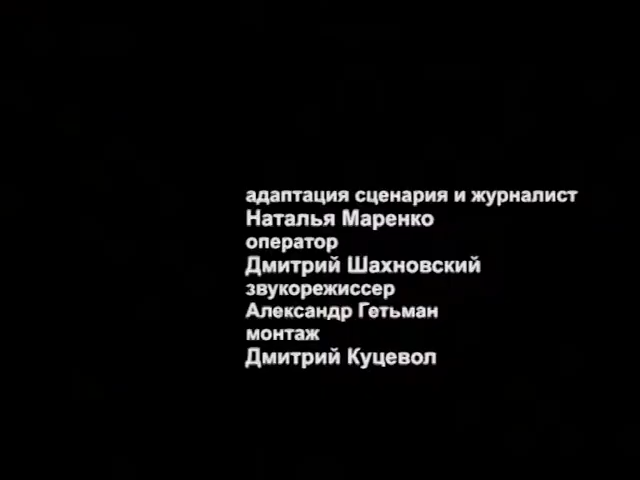 адаптация сценария и журналист
Наталья Маренко
оператор
Дмитрий Шахновский
звукорежиссер
Александр Гетьман
монтаж
Дмитрий Куцевол